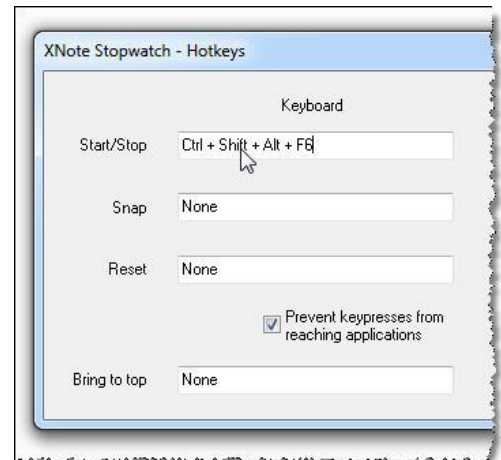 XNote Stopwatch - Hotkeys
Keyboard
Start/Stop Ctrl + Shift + Alt + F6
Snap None
Reset None
Prevent keypresses from
reaching applications
Bring to top None